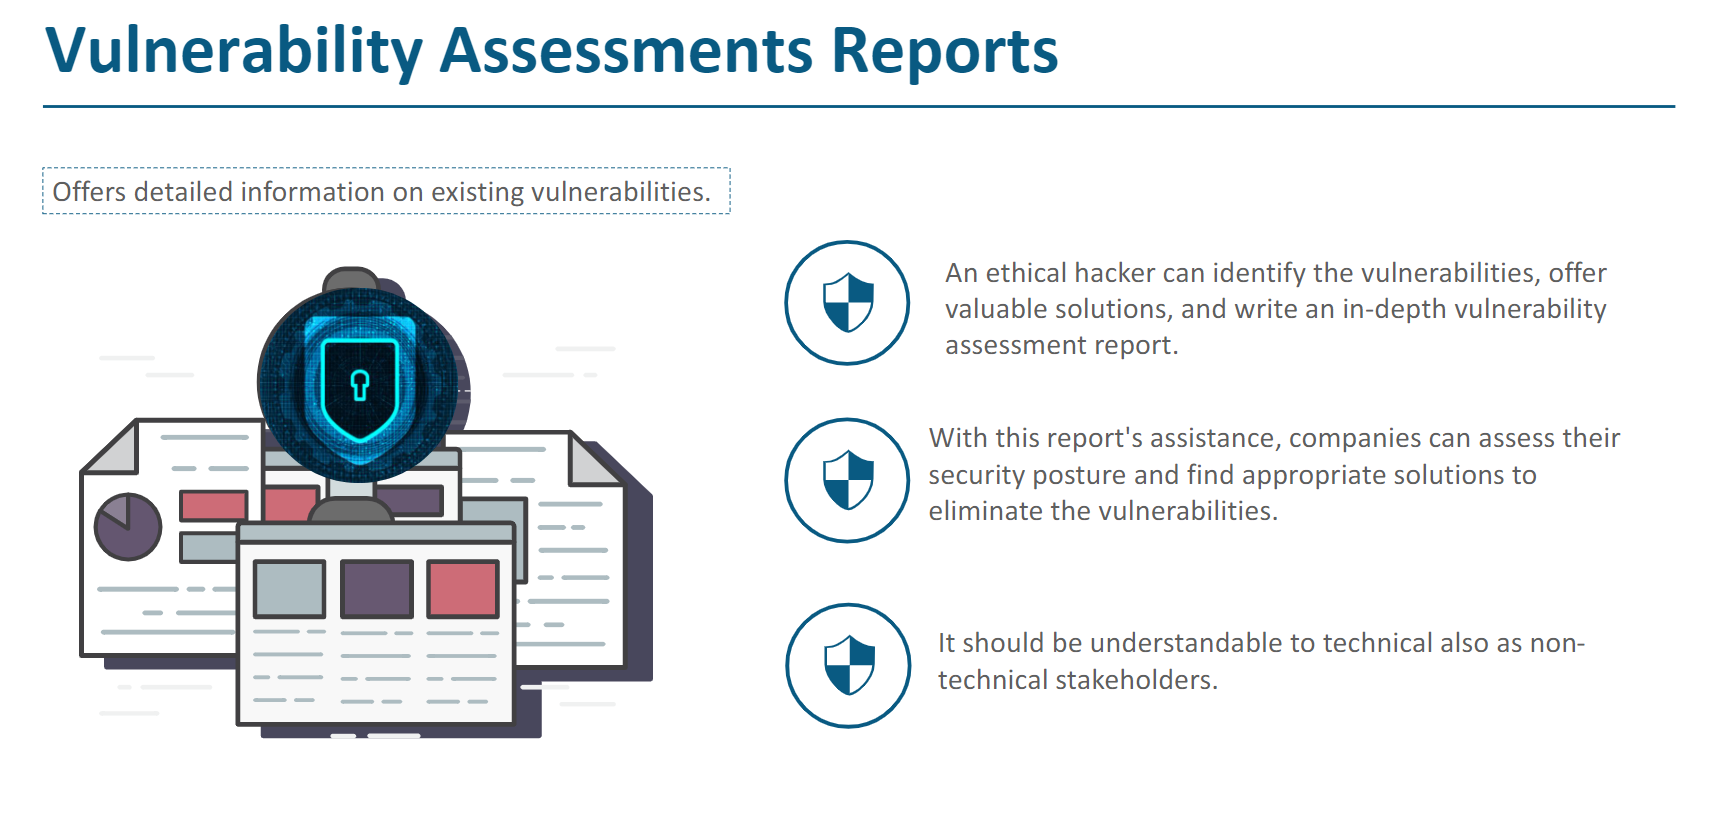 Vulnerability Assessments Reports
Offers detailed information on existing vulnerabilities.
An ethical hacker can identify the vulnerabilities, offer
valuable solutions, and write an in-depth vulnerability
assessment report.
With this report's assistance, companies can assess their
security posture and find appropriate solutions to
eliminate the vulnerabilities.
It should be understandable to technical also as non-
technical stakeholders.